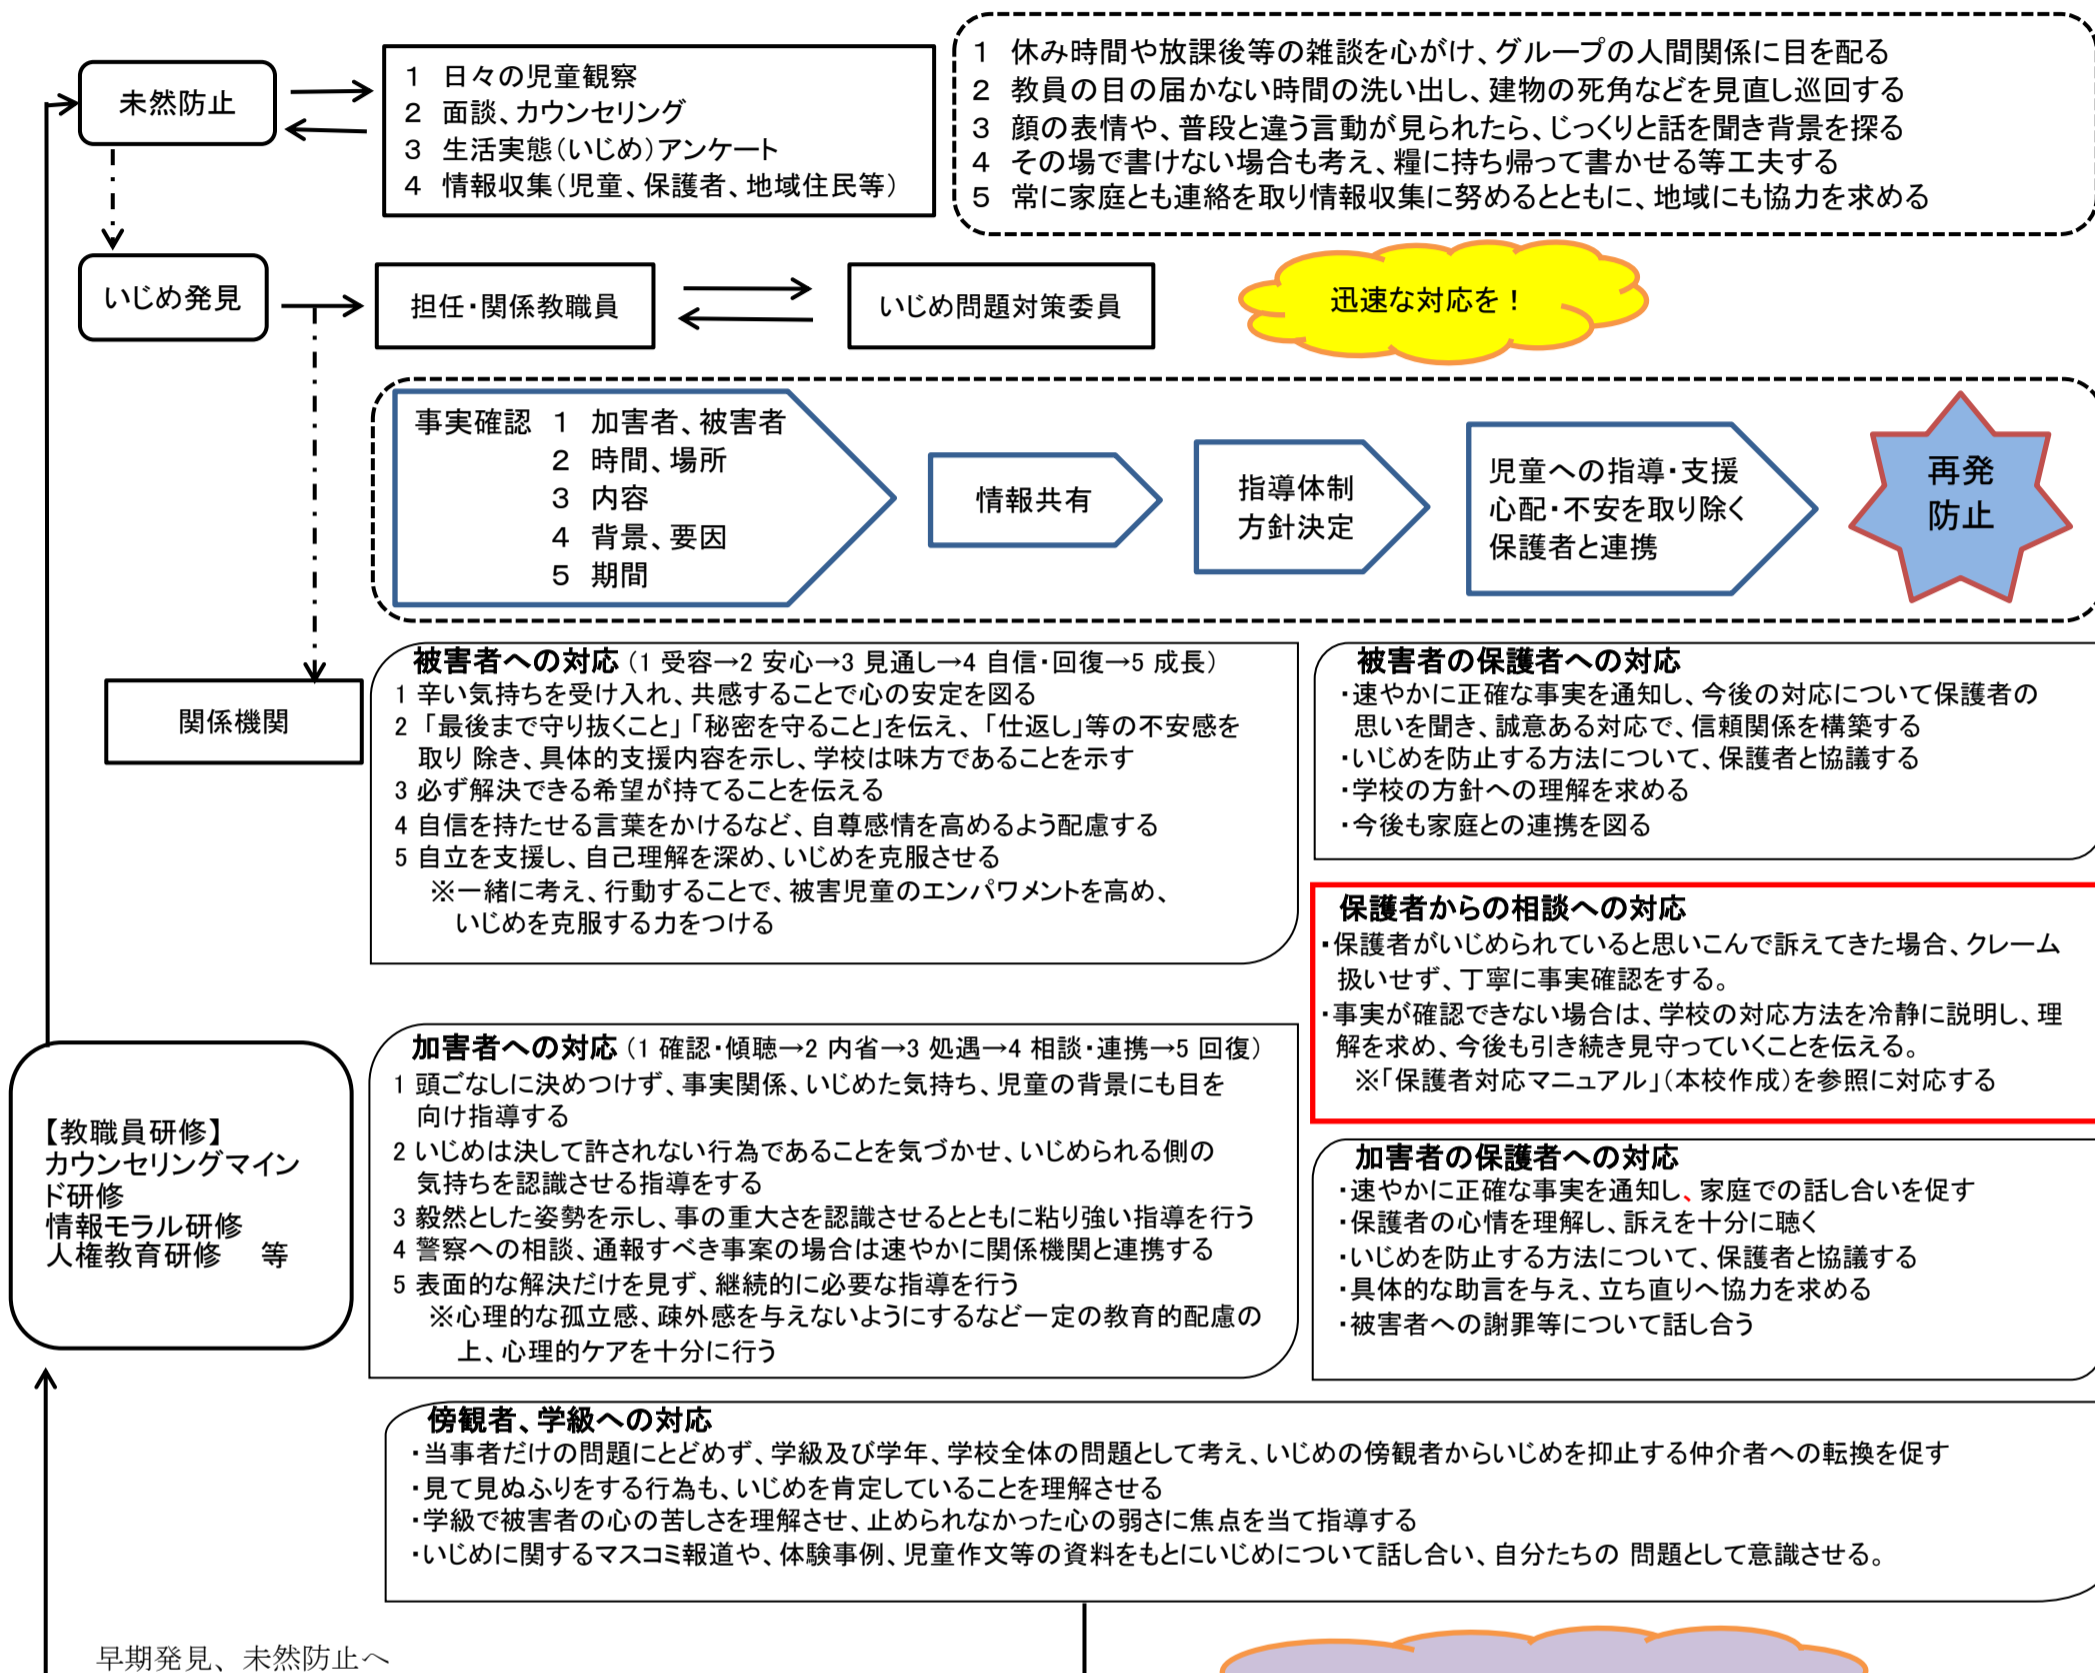 未然防止
1 日々の児童観察
2 面談、カウンセリング
3 生活実態(いじめ)アンケート
4 情報収集(児童、保護者、地域住民等)
1 休み時間や放課後等の雑談を心がけ、グループの人間関係に目を配る
2 教員の目の届かない時間の洗い出し、建物の死角などを見直し巡回する
3 顔の表情や、普段と違う言動が見られたら、じっくりと話を聞き背景を探る
4 その場で書けない場合も考え、糧に持ち帰って書かせる等工夫する
5 常に家庭とも連絡を取り情報収集に努めるとともに、地域にも協力を求める
いじめ発見
担任・関係教職員
いじめ問題対策委員
迅速な対応を!
事実確認 1 加害者、被害者
2 時間、場所
3 内容
4 背景、要因
5 期間
情報共有
指導体制
方針決定
児童への指導・支援
心配・不安を取り除く
保護者と連携
再発
防止
関係機関
被害者への対応(1 受容→2 安心→3 見通し→4 自信・回復→5 成長)
1 辛い気持ちを受け入れ、共感することで心の安定を図る
2 「最後まで守り抜くこと」「秘密を守ること」を伝え、「仕返し」等の不安感を
取り 除き、具体的支援内容を示し、学校は味方であることを示す
3 必ず解決できる希望が持てることを伝える
4 自信を持たせる言葉をかけるなど、自尊感情を高めるよう配慮する
5 自立を支援し、自己理解を深め、いじめを克服させる
※一緒に考え、行動することで、被害児童のエンパワメントを高め、
いじめを克服する力をつける
被害者の保護者への対応
・速やかに正確な事実を通知し、今後の対応について保護者の
思いを聞き、誠意ある対応で、信頼関係を構築する
・いじめを防止する方法について、保護者と協議する
・学校の方針への理解を求める
・今後も家庭との連携を図る
保護者からの相談への対応
・保護者がいじめられていると思いこんで訴えてきた場合、クレーム
扱いせず、丁寧に事実確認をする。
・事実が確認できない場合は、学校の対応方法を冷静に説明し、理
解を求め、今後も引き続き見守っていくことを伝える。
※「保護者対応マニュアル」(本校作成)を参照に対応する
【教職員研修】
カウンセリングマイン
ド研修
情報モラル研修
人権教育研修 等
加害者への対応(1 確認・傾聴→2 内省→3 処遇→4 相談・連携→5 回復)
1 頭ごなしに決めつけず、事実関係、いじめた気持ち、児童の背景にも目を
向け指導する
2 いじめは決して許されない行為であることを気づかせ、いじめられる側の
気持ちを認識させる指導をする
3 毅然とした姿勢を示し、事の重大さを認識させるとともに粘り強い指導を行う
4 警察への相談、通報すべき事案の場合は速やかに関係機関と連携する
5 表面的な解決だけを見ず、継続的に必要な指導を行う
※心理的な孤立感、疎外感を与えないようにするなど一定の教育的配慮の
上、心理的ケアを十分に行う
加害者の保護者への対応
・速やかに正確な事実を通知し、家庭での話し合いを促す
・保護者の心情を理解し、訴えを十分に聴く
・いじめを防止する方法について、保護者と協議する
・具体的な助言を与え、立ち直りへ協力を求める
・被害者への謝罪等について話し合う
傍観者、学級への対応
・当事者だけの問題にとどめず、学級及び学年、学校全体の問題として考え、いじめの傍観者からいじめを抑止する仲介者への転換を促す
・見て見ぬふりをする行為も、いじめを肯定していることを理解させる
・学級で被害者の心の苦しさを理解させ、止められなかった心の弱さに焦点を当て指導する
・いじめに関するマスコミ報道や、体験事例、児童作文等の資料をもとにいじめについて話し合い、自分たちの 問題として意識させる。
早期発見、未然防止へ